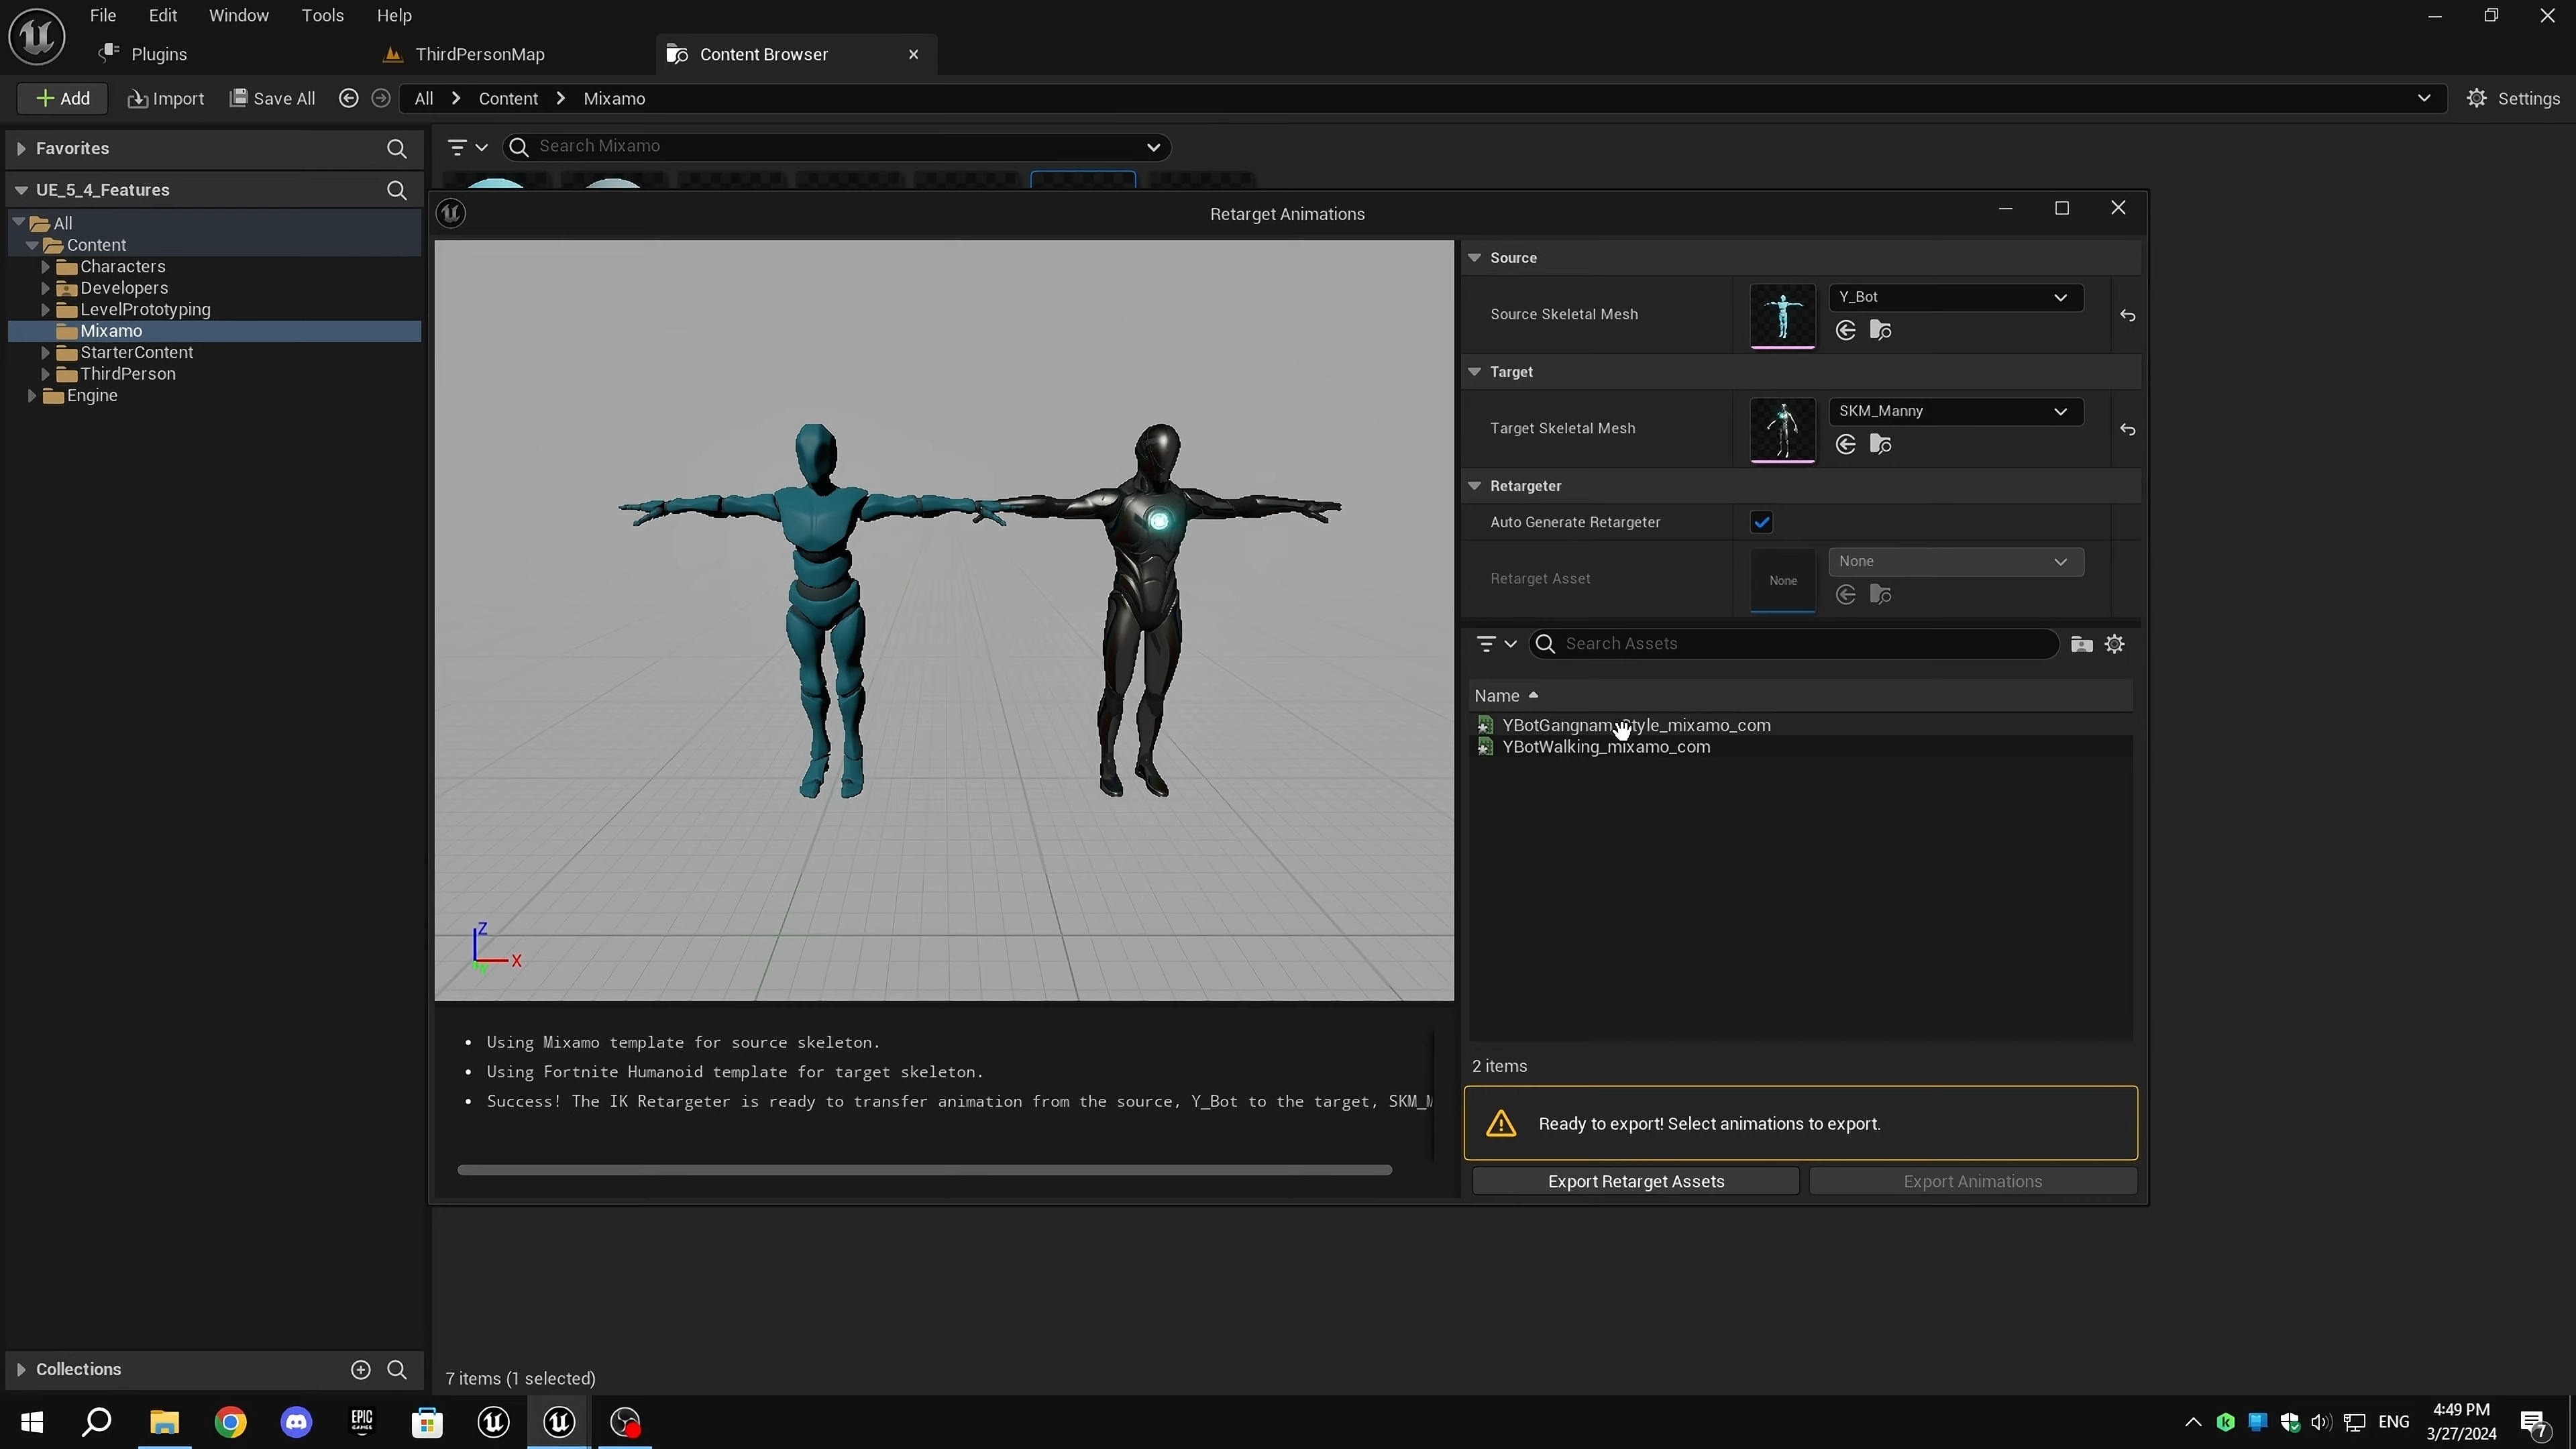 File Edit Window Tools Help
Plugins ThirdPersonMap Content Browser
Add Import Save All All Content Mixamo Settings
Favorites
Search Mixamo
UE_5_4_Features
All
Content
Characters
Developers
LevelPrototyping
Mixamo
StarterContent
ThirdPerson
Engine
Retarget Animations
Source
Source Skeletal Mesh Y_Bot
Target
Target Skeletal Mesh SKM_Manny
Retargeter
Auto Generate Retargeter
Retarget Asset None None
Search Assets
Name
YBotGangnam_Style_mixamo_com
YBotWalking_mixamo_com
Z
X
Y
• Using Mixamo template for source skeleton.
• Using Fortnite Humanoid template for target skeleton.
• Success! The IK Retargeter is ready to transfer animation from the source, Y_Bot to the target, SKM_M
2 items
Ready to export! Select animations to export.
Export Retarget Assets Export Animations
Collections
7 items (1 selected)
EPIC GAMES
ENG
4:49 PM
3/27/2024
7